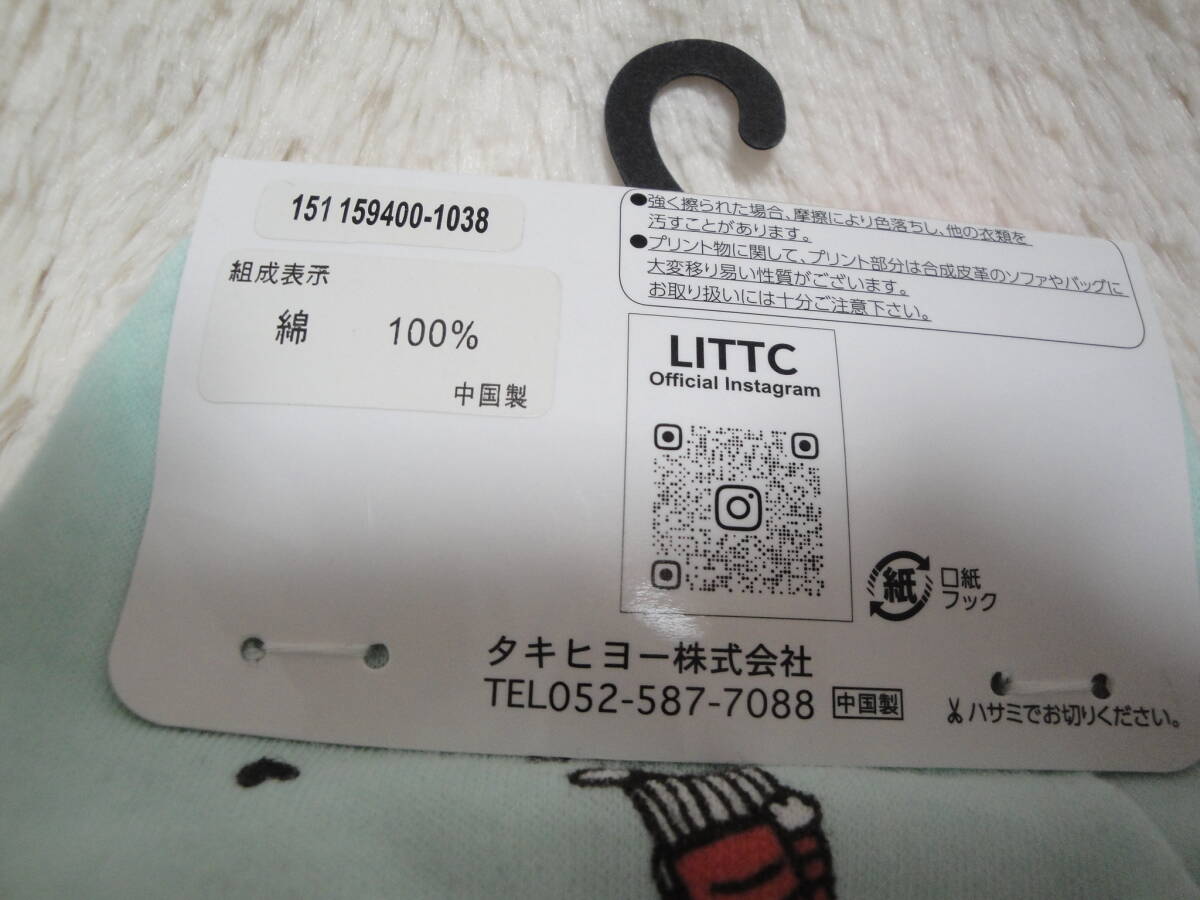 151 159400-1038
組成表示
綿 100%
中国製
●強く擦られた場合、摩擦により色落ちし、他の衣類を
汚すことがあります。
●プリント物に関して、プリント部分は合成皮革のソファやバッグに
大変移り易い性質がございます。
お取り扱いには十分ご注意下さい。
LITTC
Official Instagram
紙
口紙
フック
タキヒヨー株式会社
TEL052-587-7088 中国製
ハサミでお切りください。